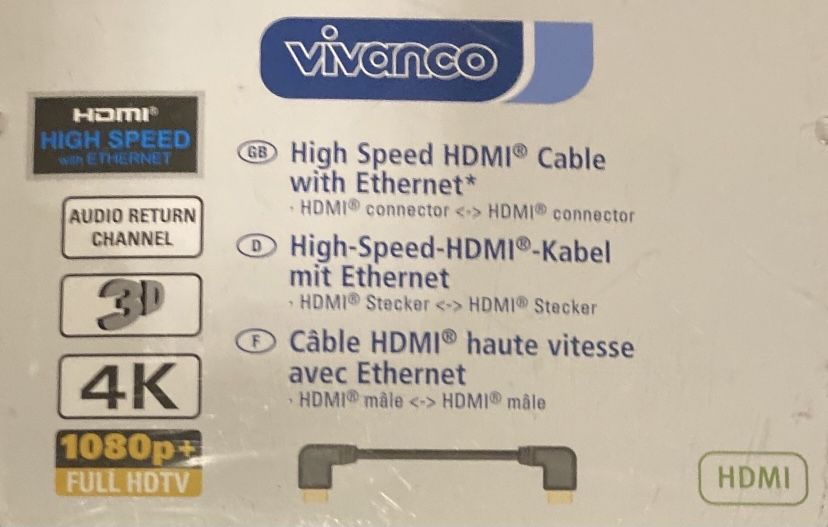 vivanco
HDMI®
HIGH SPEED
with ETHERNET
AUDIO RETURN
CHANNEL
3D
4K
1080p+
FULL HDTV
GB High Speed HDMI® Cable
with Ethernet*
· HDMI® connector <-> HDMI® connector
D High-Speed-HDMI®-Kabel
mit Ethernet
· HDMI® Stecker <-> HDMI® Stecker
F Câble HDMI® haute vitesse
avec Ethernet
· HDMI® mâle <-> HDMI® mâle
HDMI